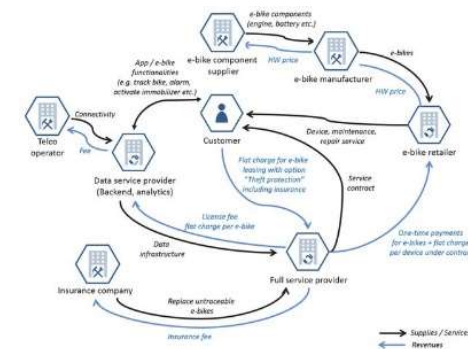 e-bike components
(engine, battery etc.)
e-bikes
App / e-bike
functionalities
(e.g. track bike, alarm,
activate immobilizer etc.)
e-bike component
supplier
HW price
e-bike manufacturer
HW price
Connectivity
Telco
operator
Fee
Customer
Device, maintenance,
repair service
e-bike retailer
Data service provider
(Backend, analytics)
Flat charge for e-bike
leasing with option
"Theft protection"
including insurance
Service
contract
License fee
flat charge per e-bike
Data
infrastructure
One-time payments
for e-bikes + flat charge
per device under contract
Insurance company
Full service provider
Replace untraceable
e-bikes
Insurance fee
Supplies / Services
Revenues